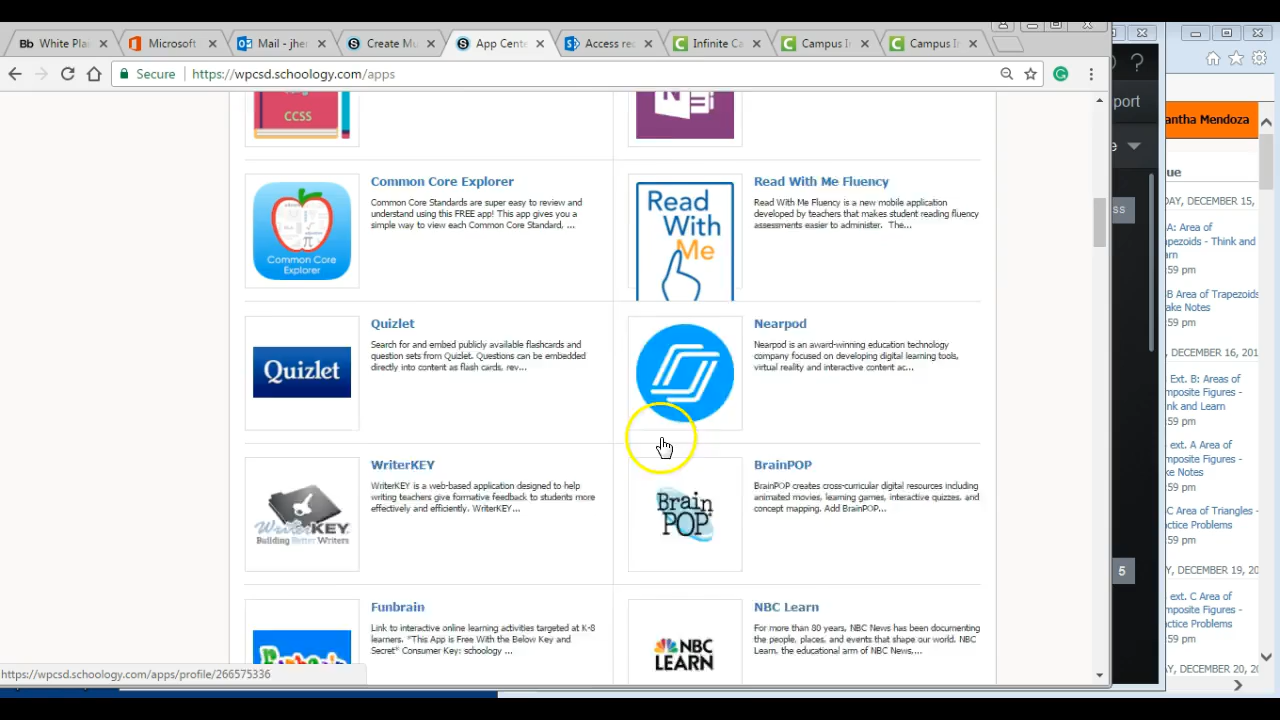 Bb White Pla
Microsoft
Mail - jhe
Create Mu
App Cente
Access re
Infinite Ca
Campus In
Campus In
Secure
https://wpcsd.schoology.com/apps
port
antha Mendoza
CCSS
N
Common Core Explorer
Common Core Standards are super easy to review and
understand using this FREE app! This app gives you a
simple way to view each Common Core Standard, ...
Common Core
Explorer
Read With Me Fluency
Read With Me Fluency is a new mobile application
developed by teachers that makes student reading fluency
assessments easier to administer. The...
Read
With
Me
Quizlet
Search for and embed publicly available flashcards and
question sets from Quizlet. Questions can be embedded
directly into content as flash cards, rev...
Quizlet
Nearpod
Nearpod is an award-winning education technology
company focused on developing digital learning tools,
virtual reality and interactive content ac...
WriterKEY
WriterKEY is a web-based application designed to help
writing teachers give formative feedback to students more
effectively and efficiently. WriterKEY...
WriterKEY
Building Better Writers
BrainPOP
BrainPOP creates cross-curricular digital resources including
animated movies, learning games, interactive quizzes, and
concept mapping. Add BrainPOP...
Brain
POP
Funbrain
Link to interactive online learning activities targeted at K-8
learners. "This App is Free With the Below Key and
Secret" Consumer Key: schoology ...
Funbrain
NBC Learn
For more than 80 years, NBC News has been documenting
the people, places, and events that shape our world. NBC
Learn, the educational arm of NBC News,...
NBC
LEARN
https://wpcsd.schoology.com/apps/profile/266575336
e
ss
5
ue
DAY, DECEMBER 15,
A: Area of
apezoids - Think and
arn
:59 pm
B Area of Trapezoids
ake Notes
:59 pm
, DECEMBER 16, 201
Ext. B: Areas of
mposite Figures -
nk and Learn
:59 pm
ext. A Area of
mposite Figures -
ke Notes
:59 pm
C Area of Triangles -
ctice Problems
:59 pm
Y, DECEMBER 19, 20
ext. C Area of
mposite Figures -
ctice Problems
:59 pm
AY, DECEMBER 20, 20